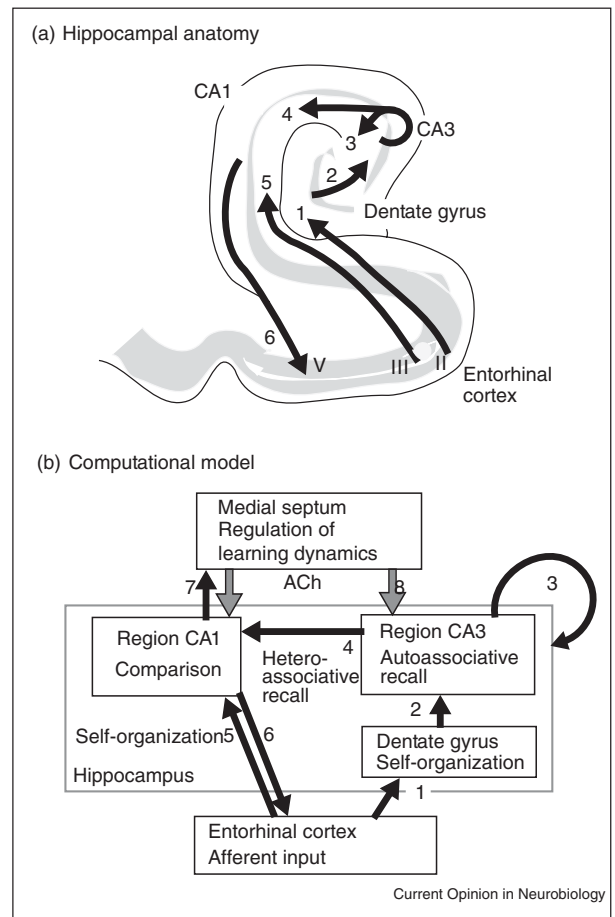 (a) Hippocampal anatomy
CA1
4
CA3
3
2
5
1
Dentate gyrus
6
V
III
II
Entorhinal
cortex
(b) Computational model
Medial septum
Regulation of
learning dynamics
7
ACh
8
3
Region CA1
Comparison
4
Hetero-
associative
recall
Region CA3
Autoassociative
recall
2
Self-organization
5
6
Dentate gyrus
Self-organization
Hippocampus
1
Entorhinal cortex
Afferent input
Current Opinion in Neurobiology